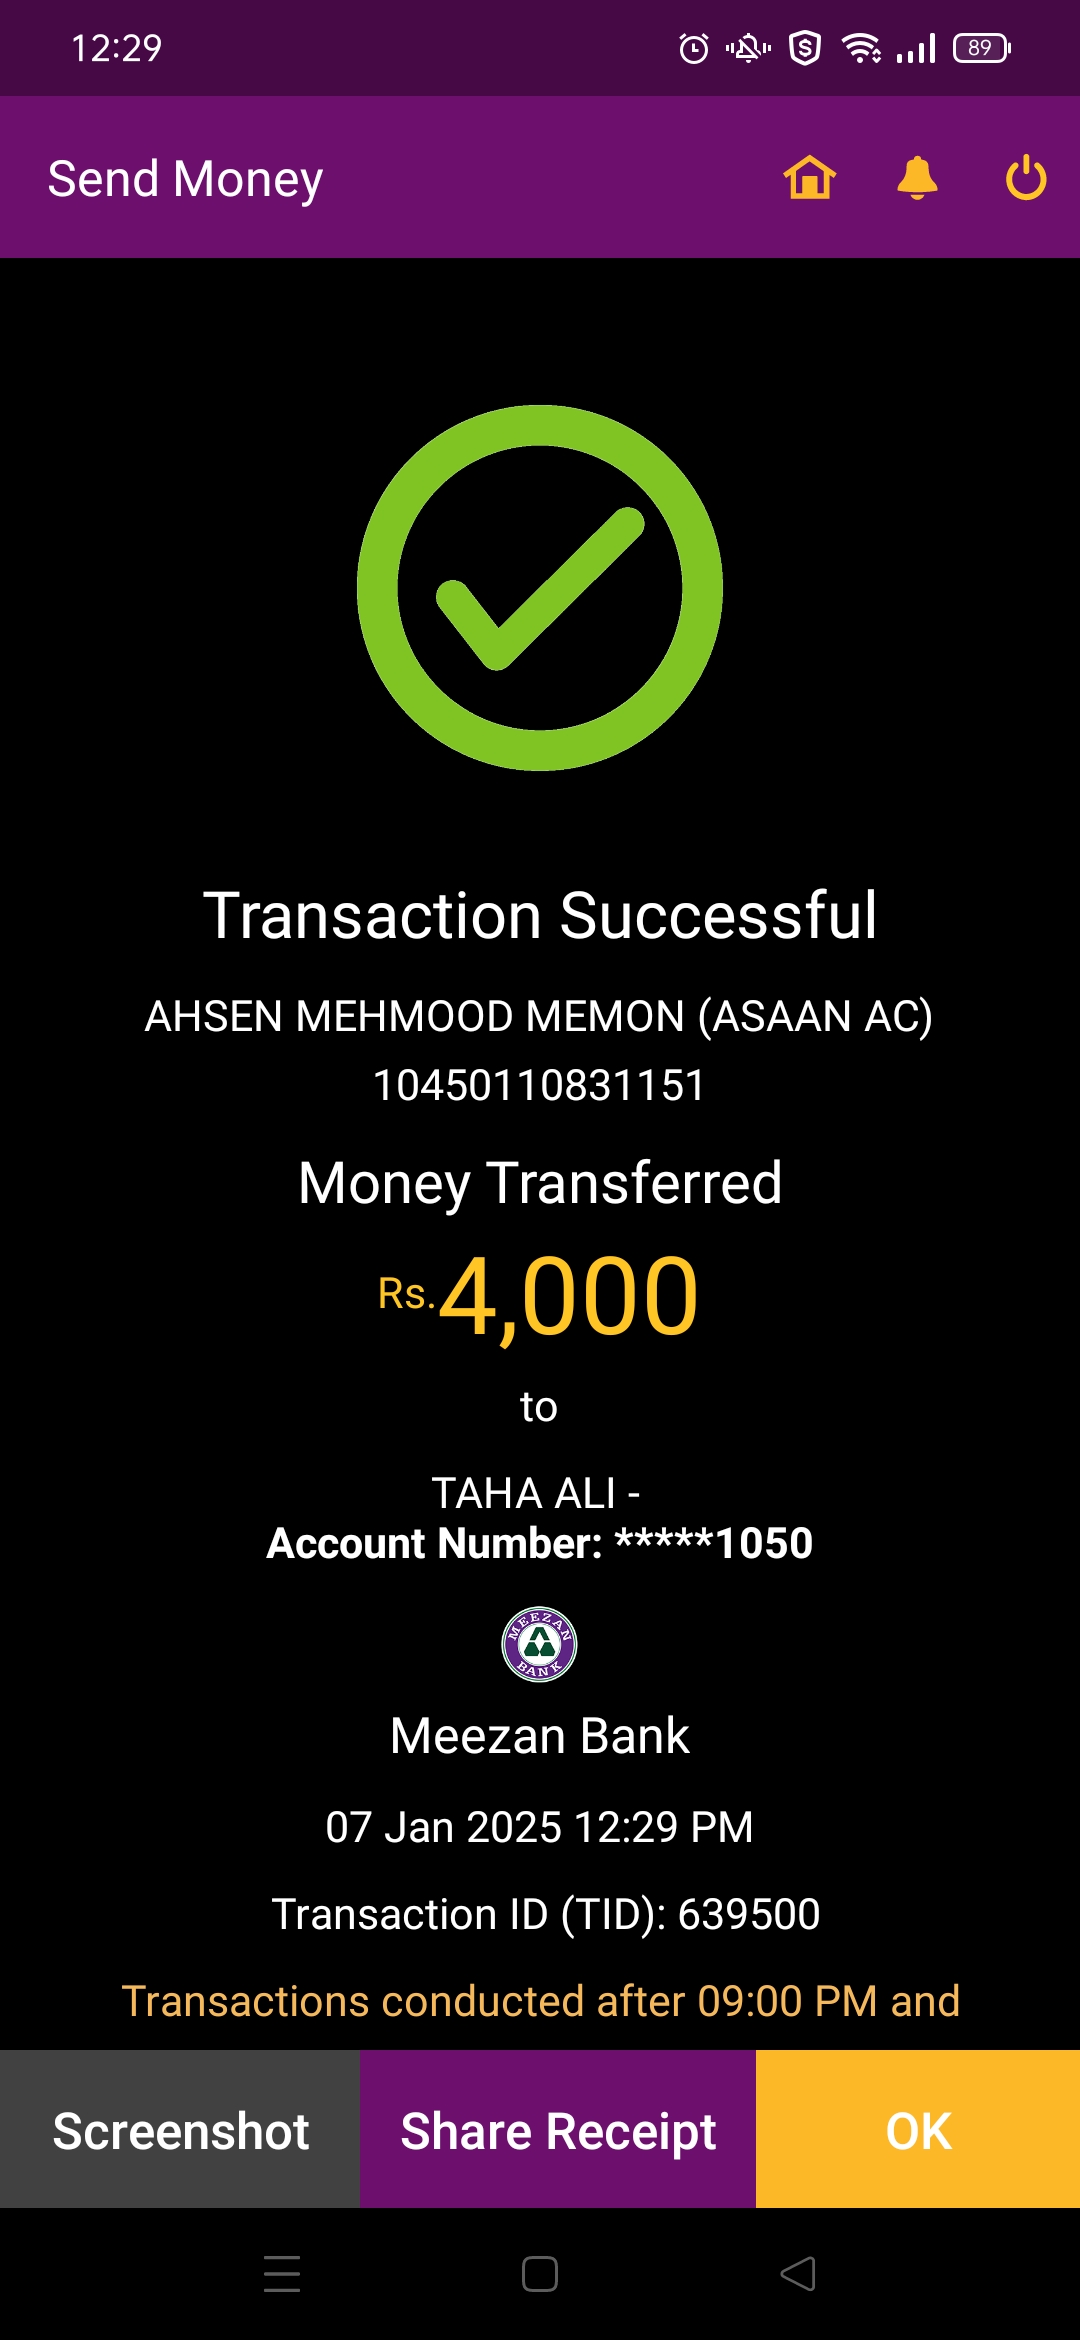 12:29
89
Send Money
Transaction Successful
AHSEN MEHMOOD MEMON (ASAAN AC)
10450110831151
Money Transferred
Rs.4,000
to
TAHA ALI -
Account Number: *****1050
MEEZAN
BANK
Meezan Bank
07 Jan 2025 12:29 PM
Transaction ID (TID): 639500
Transactions conducted after 09:00 PM and
Screenshot
Share Receipt
OK